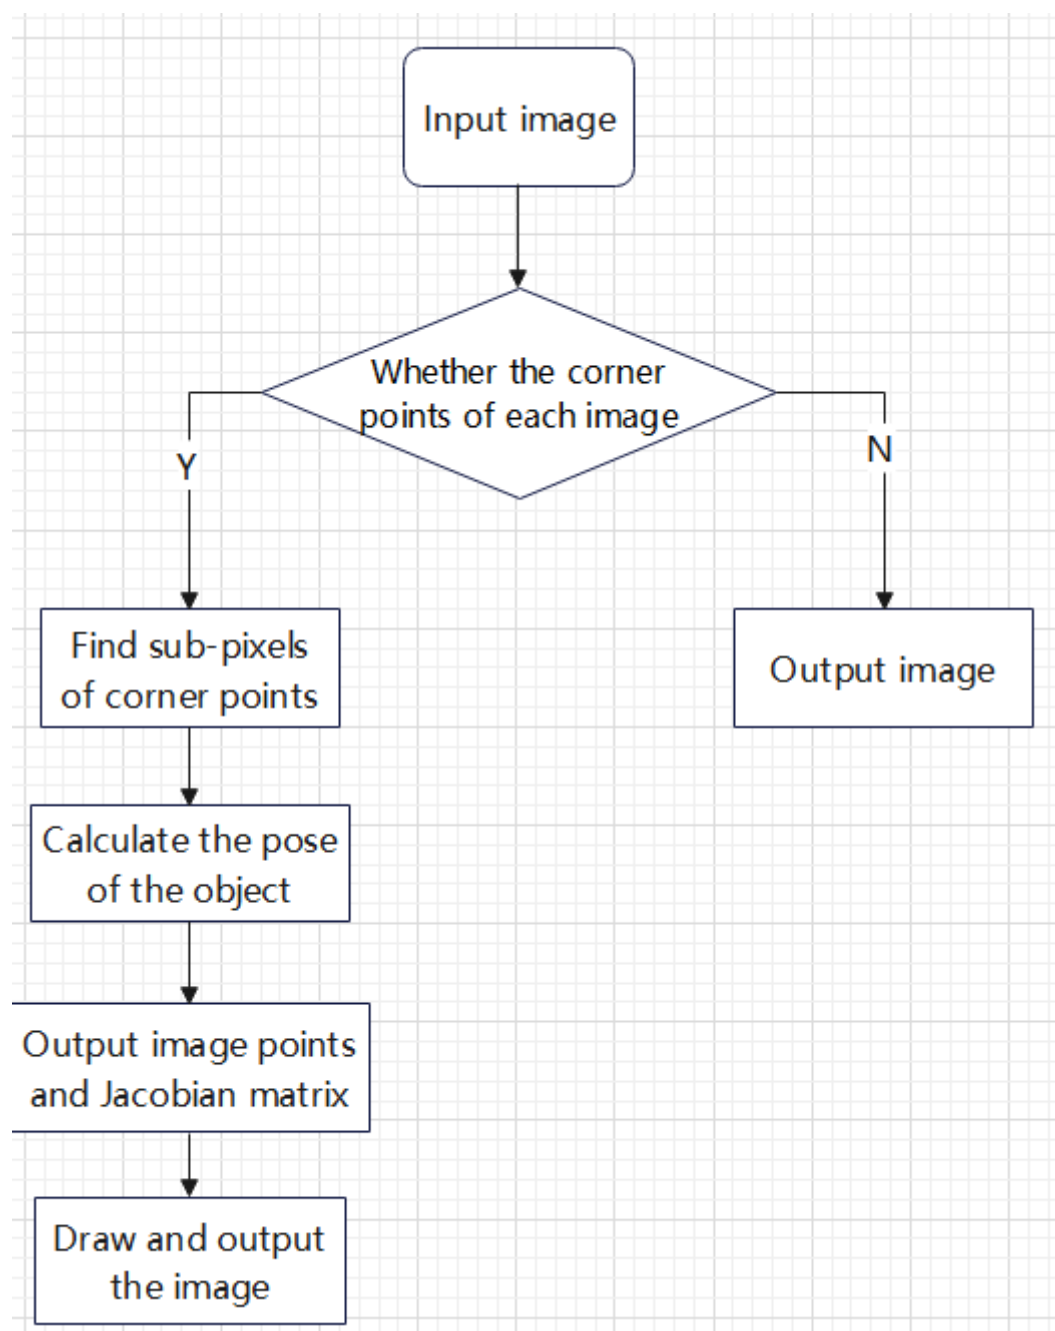 Input image
Whether the corner
points of each image
Y
N
Find sub-pixels
of corner points
Output image
Calculate the pose
of the object
Output image points
and Jacobian matrix
Draw and output
the image